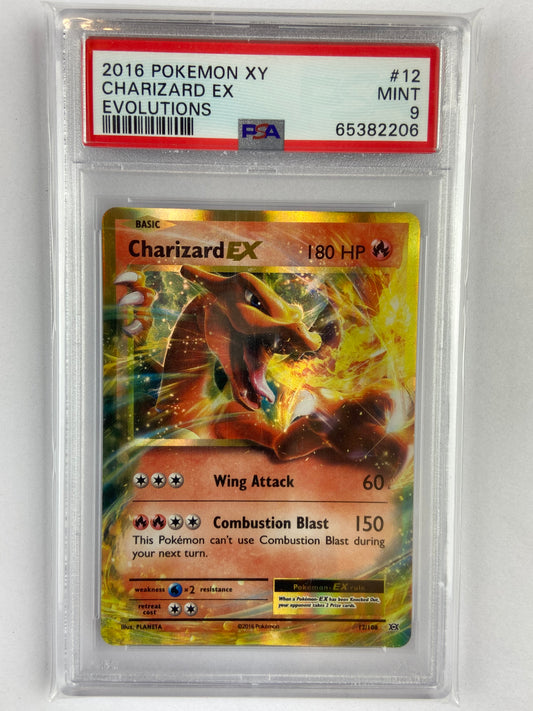 2016 POKEMON XY #12
CHARIZARD EX MINT
EVOLUTIONS 9
PSA 65382206
BASIC
Charizard EX 180 HP
Wing Attack 60
Combustion Blast 150
This Pokémon can't use Combustion Blast during
your next turn.
weakness ×2 resistance
Pokémon-EX rule
When a Pokémon-EX has been Knocked Out,
your opponent takes 2 Prize cards.
retreat
cost
Illus. PLANETA ©2016 Pokémon 12/108